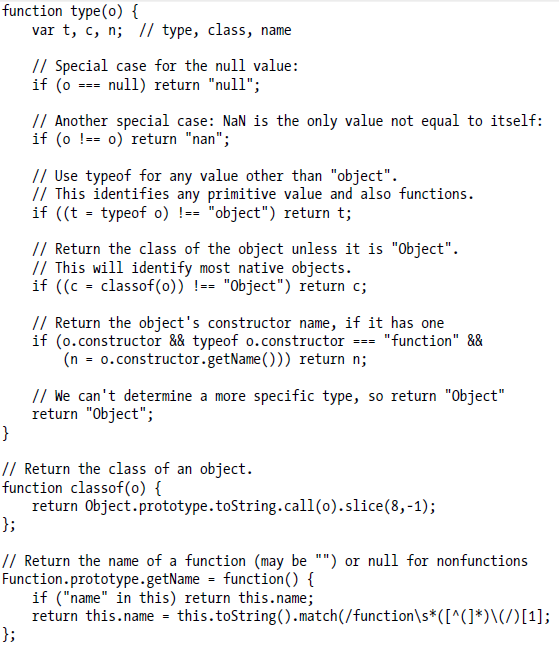 function type(o) {
    var t, c, n;  // type, class, name

    // Special case for the null value:
    if (o === null) return "null";

    // Another special case: NaN is the only value not equal to itself:
    if (o !== o) return "nan";

    // Use typeof for any value other than "object".
    // This identifies any primitive value and also functions.
    if ((t = typeof o) !== "object") return t;

    // Return the class of the object unless it is "Object".
    // This will identify most native objects.
    if ((c = classof(o)) !== "Object") return c;

    // Return the object's constructor name, if it has one
    if (o.constructor && typeof o.constructor === "function" &&
        (n = o.constructor.getName())) return n;

    // We can't determine a more specific type, so return "Object"
    return "Object";
}

// Return the class of an object.
function classof(o) {
    return Object.prototype.toString.call(o).slice(8,-1);
};

// Return the name of a function (may be "") or null for nonfunctions
Function.prototype.getName = function() {
    if ("name" in this) return this.name;
    return this.name = this.toString().match(/function\s*([^(]*)\(/)[1];
};